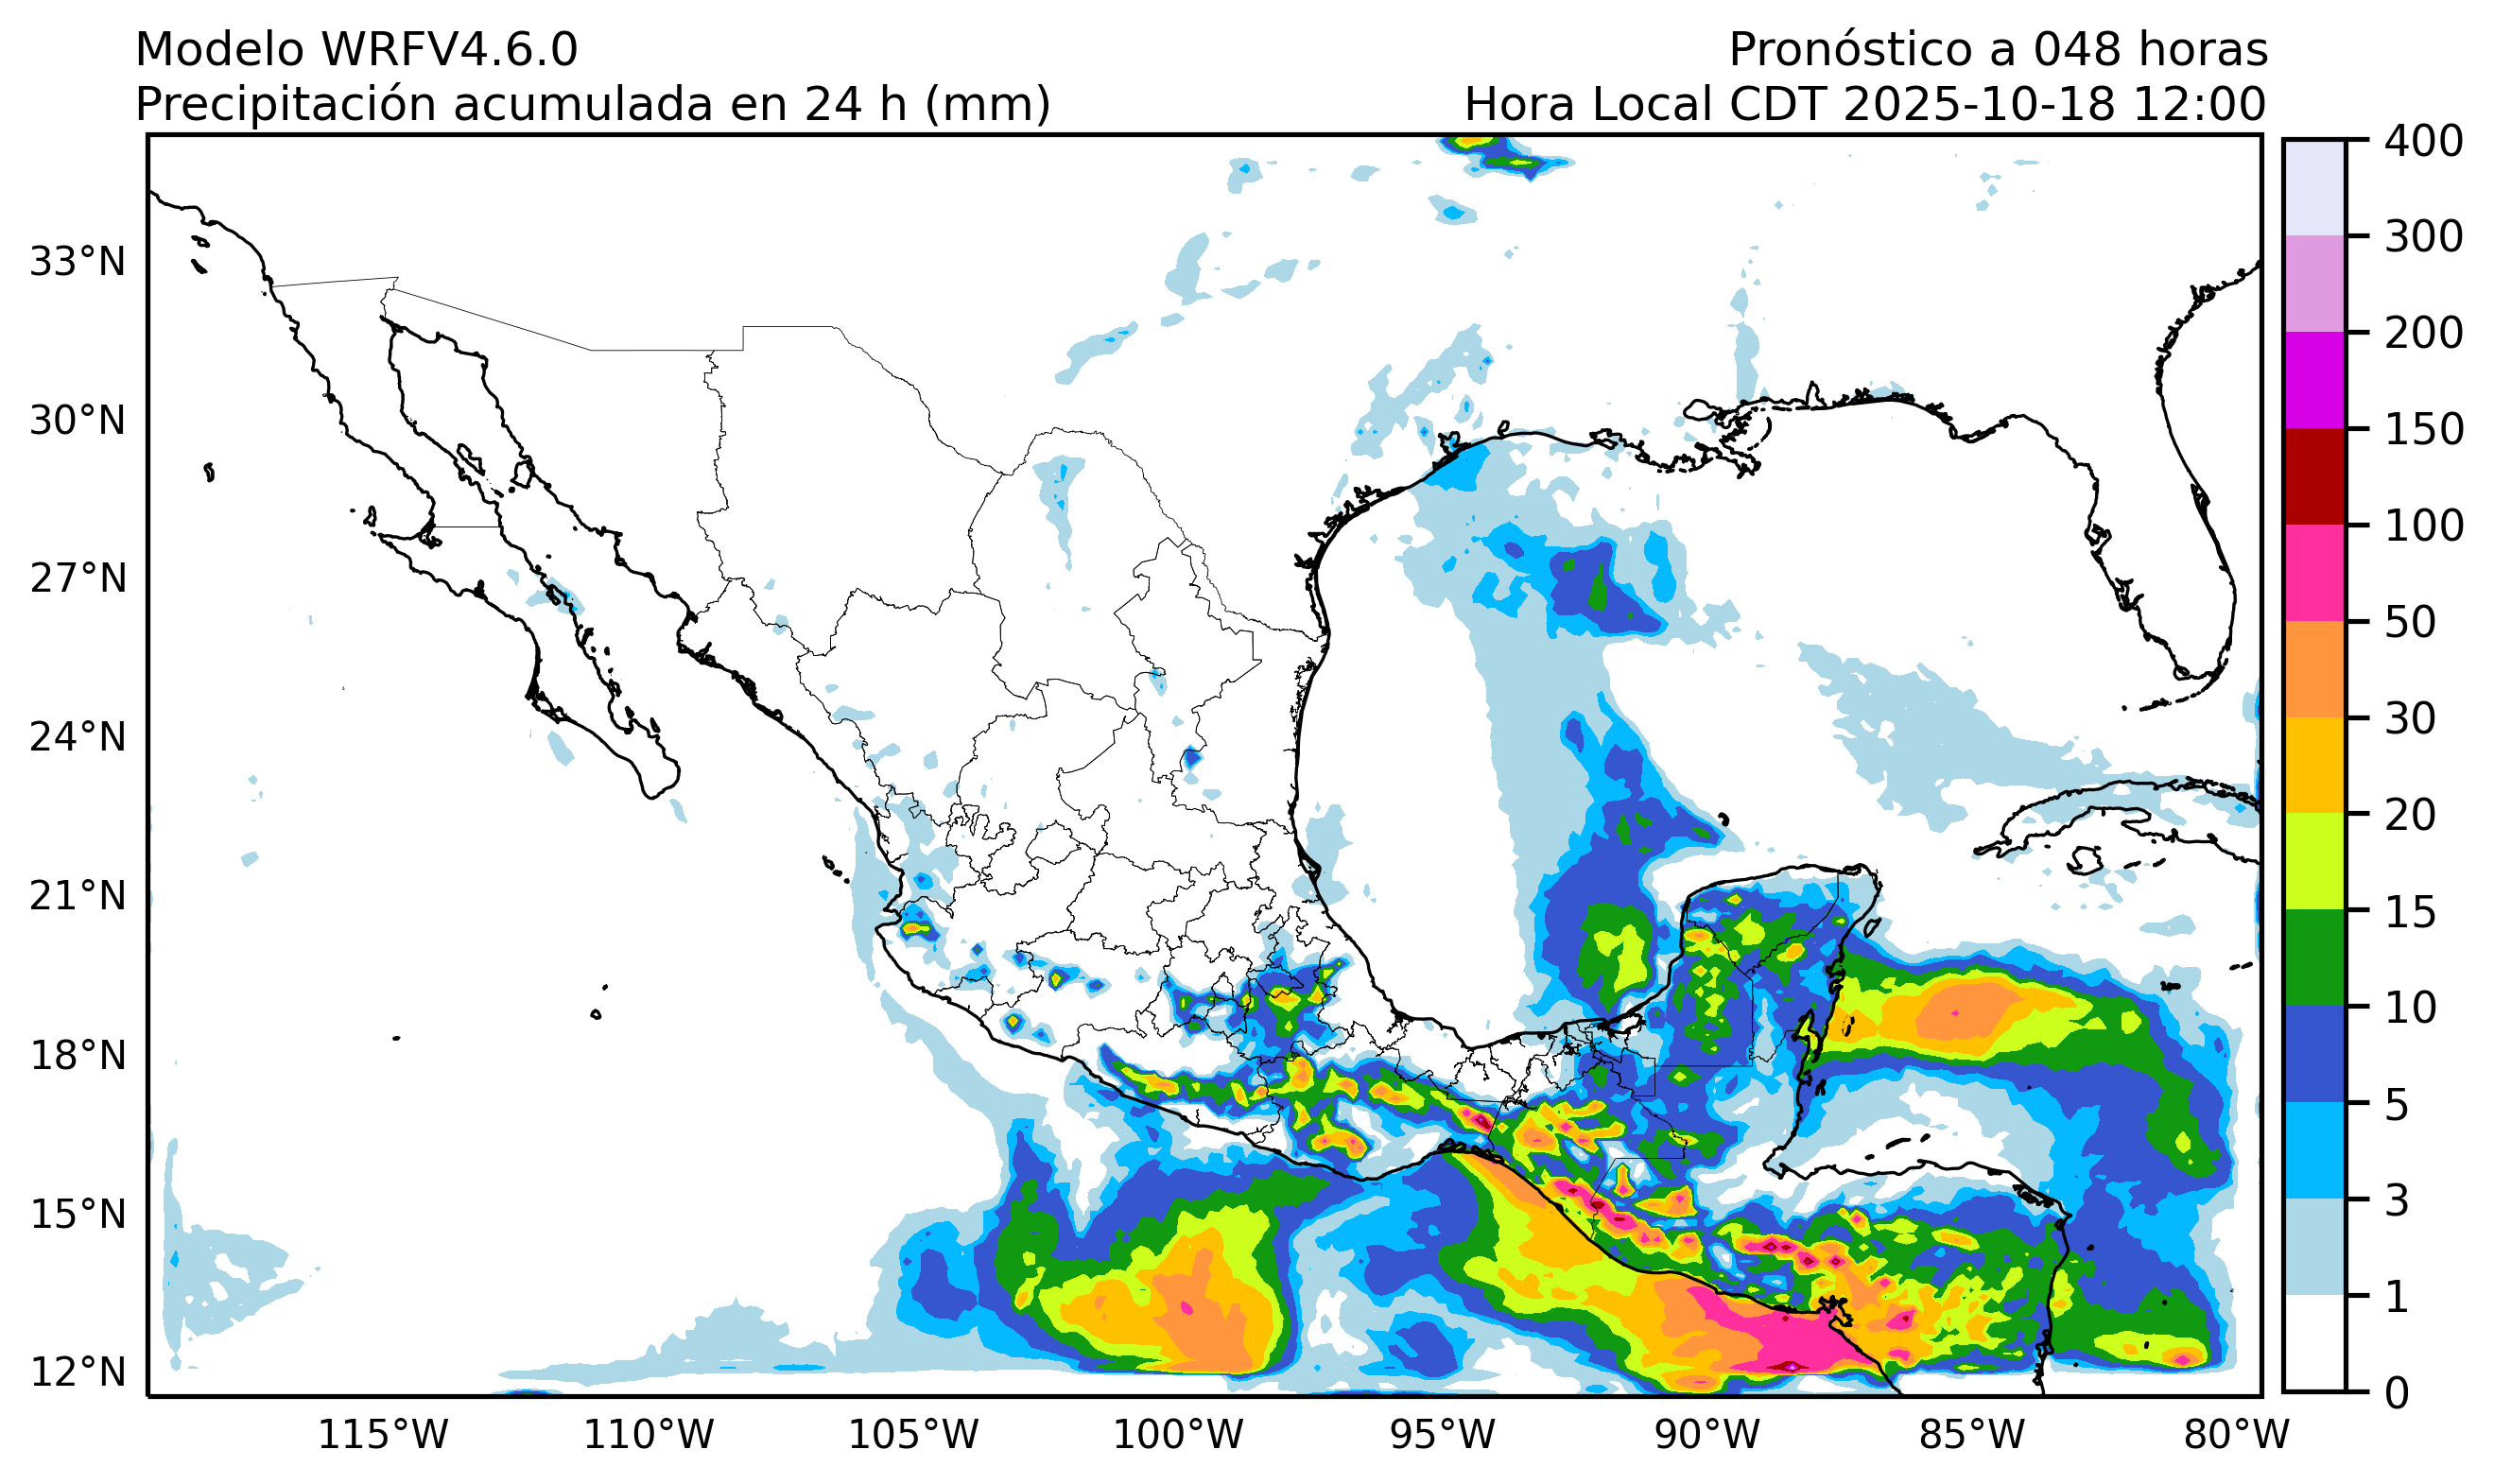 Modelo WRFV4.6.0
Pronóstico a 048 horas
Precipitación acumulada en 24 h (mm)
Hora Local CDT 2025-10-18 12:00
33°N
30°N
27°N
24°N
21°N
18°N
15°N
12°N
115°W
110°W
105°W
100°W
95°W
90°W
85°W
80°W
400
300
200
150
100
50
30
20
15
10
5
3
1
0